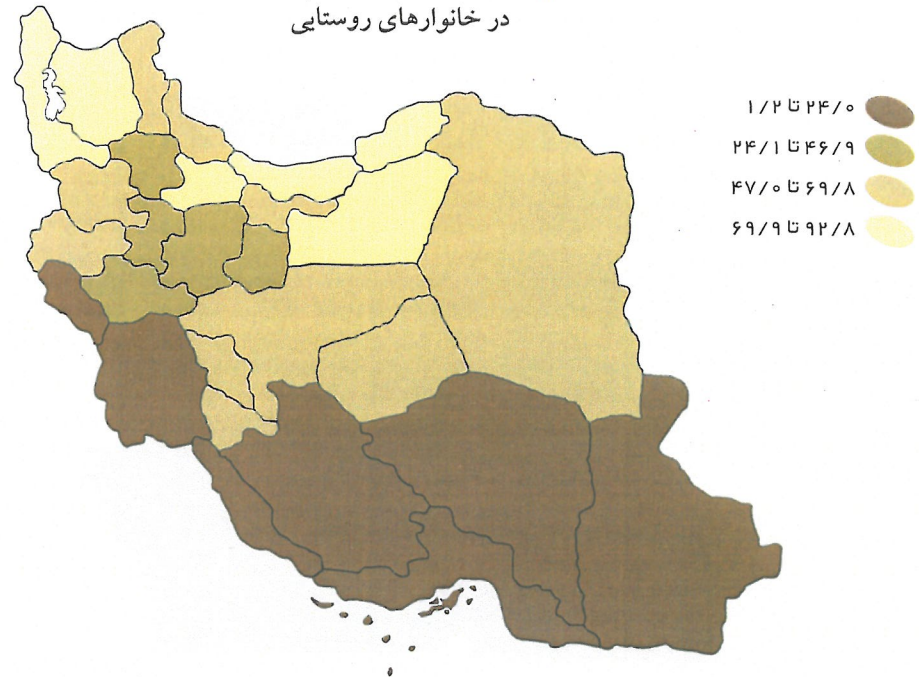 در خانوارهای روستایی
۱/۲ تا ۲۴/۰
۲۴/۱ تا ۴۶/۹
۴۷/۰ تا ۶۹/۸
۶۹/۹ تا ۹۲/۸